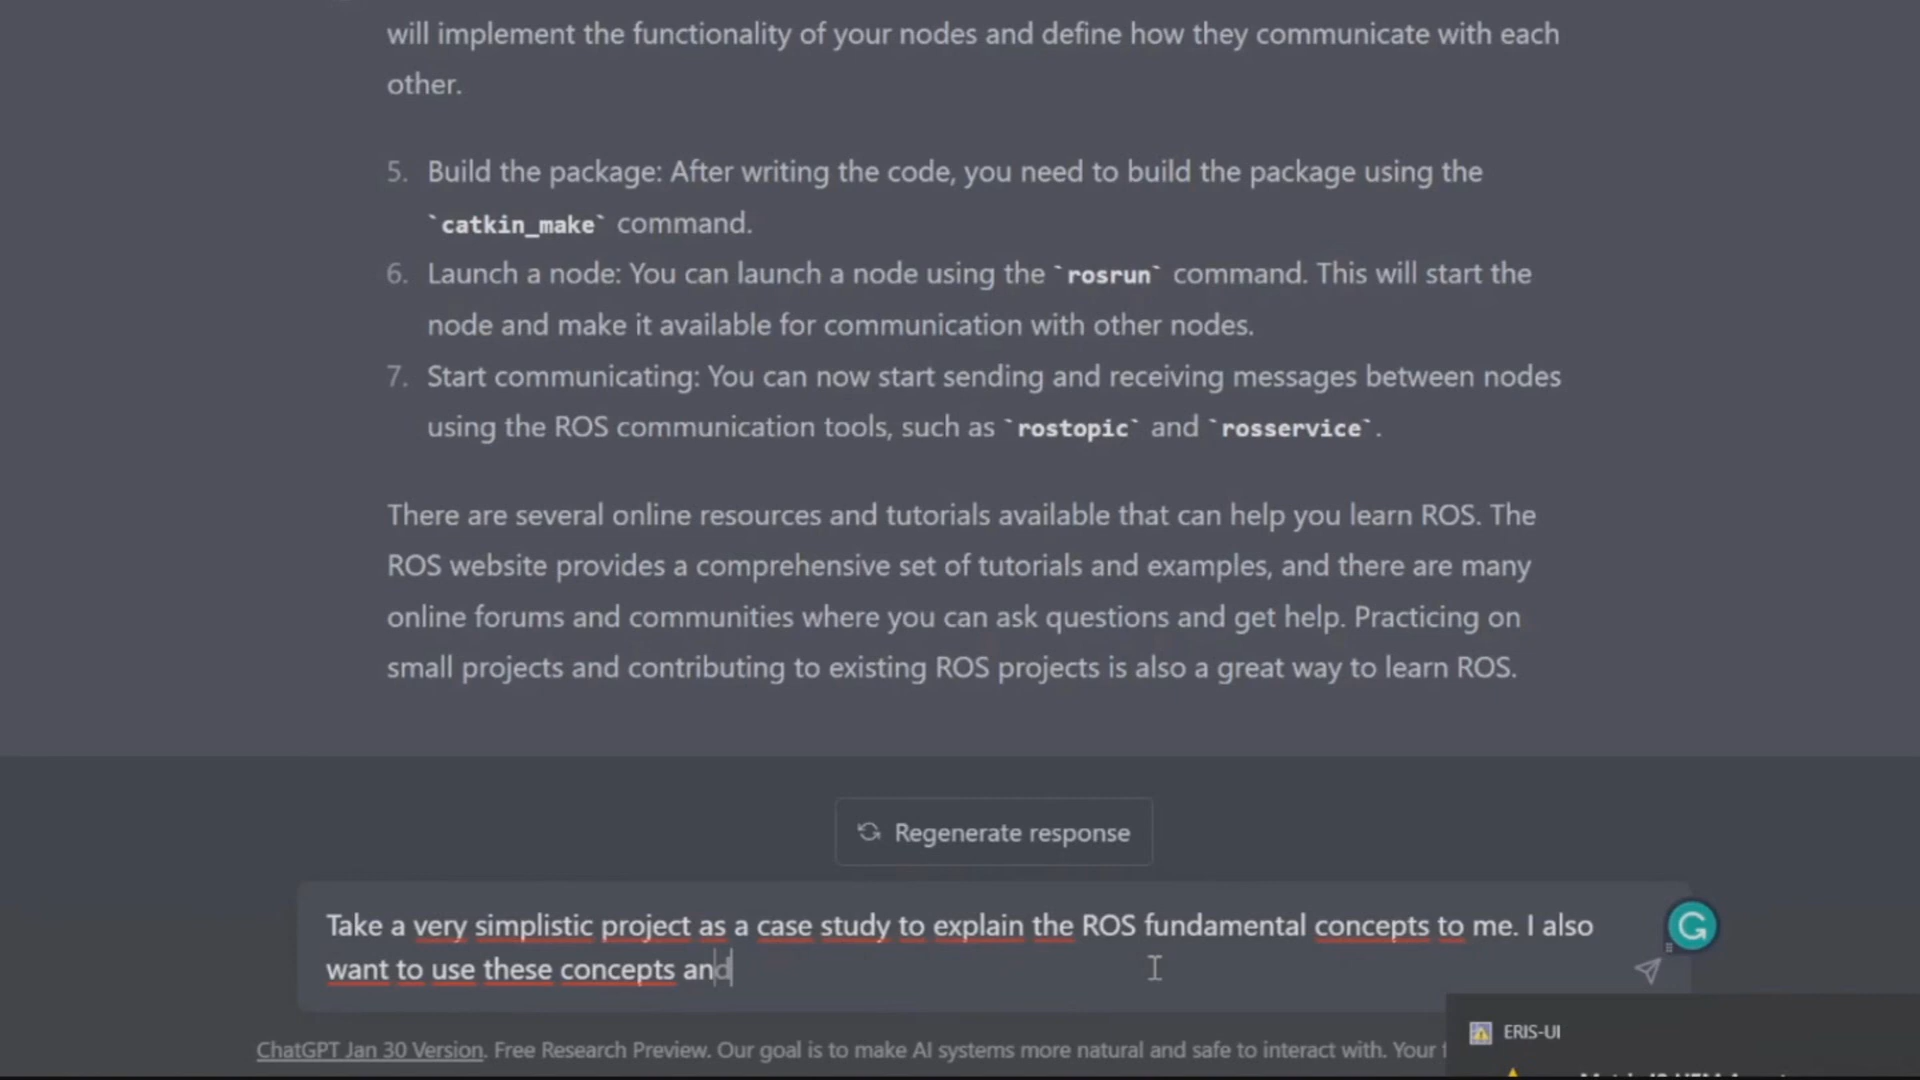 will implement the functionality of your nodes and define how they communicate with each
other.
5. Build the package: After writing the code, you need to build the package using the
`catkin_make` command.
6. Launch a node: You can launch a node using the `rosrun` command. This will start the
node and make it available for communication with other nodes.
7. Start communicating: You can now start sending and receiving messages between nodes
using the ROS communication tools, such as `rostopic` and `rosservice`.
There are several online resources and tutorials available that can help you learn ROS. The
ROS website provides a comprehensive set of tutorials and examples, and there are many
online forums and communities where you can ask questions and get help. Practicing on
small projects and contributing to existing ROS projects is also a great way to learn ROS.
Regenerate response
Take a very simplistic project as a case study to explain the ROS fundamental concepts to me. I also
want to use these concepts and
ERIS-UI
ChatGPT Jan 30 Version. Free Research Preview. Our goal is to make AI systems more natural and safe to interact with. Your